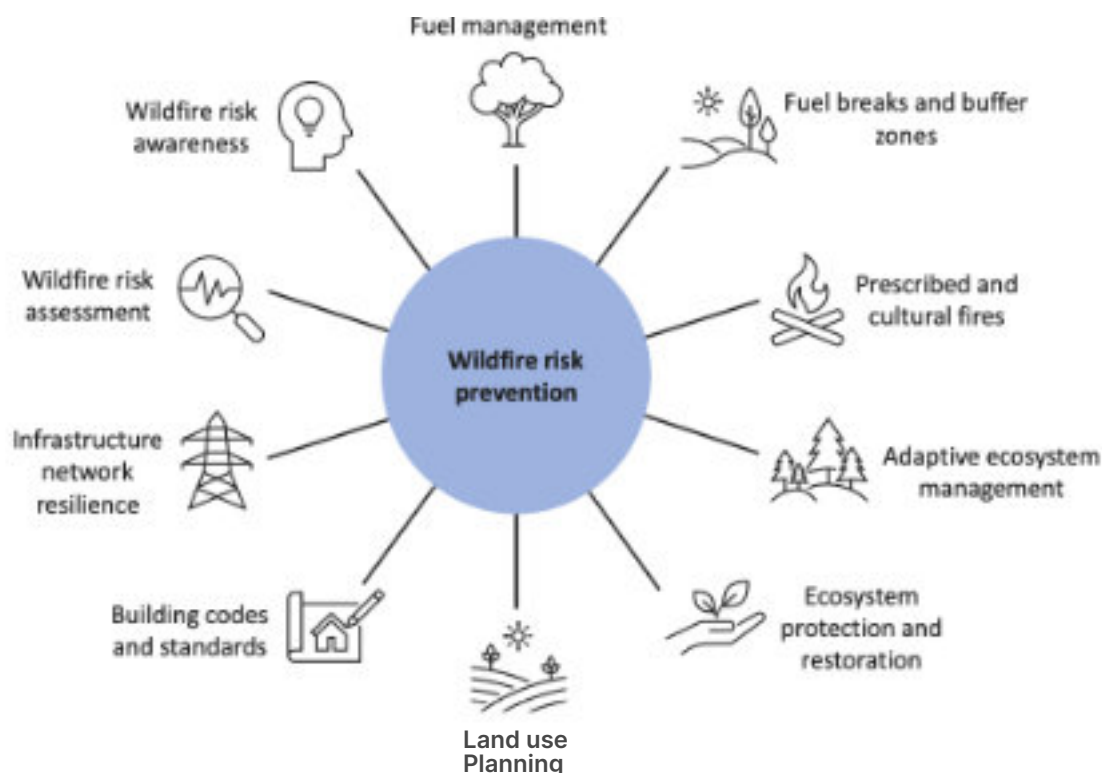 Fuel management
Wildfire risk
awareness
Fuel breaks and buffer
zones
Wildfire risk
assessment
Prescribed and
cultural fires
Wildfire risk
prevention
Infrastructure
network
resilience
Adaptive ecosystem
management
Building codes
and standards
Ecosystem
protection and
restoration
Land use
Planning